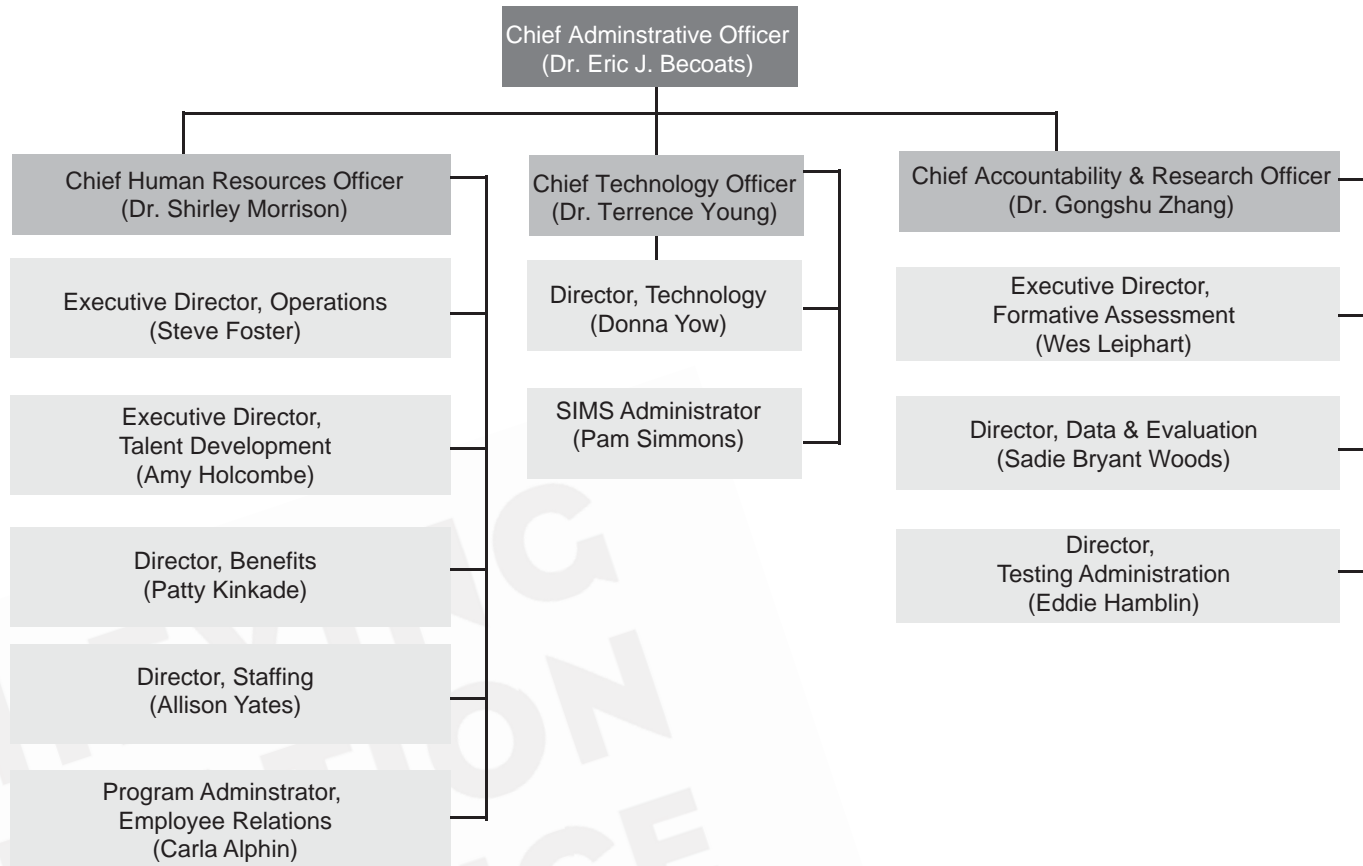 Chief Adminstrative Officer
(Dr. Eric J. Becoats)
Chief Human Resources Officer
(Dr. Shirley Morrison)
Executive Director, Operations
(Steve Foster)
Executive Director,
Talent Development
(Amy Holcombe)
Director, Benefits
(Patty Kinkade)
Director, Staffing
(Allison Yates)
Program Adminstrator,
Employee Relations
(Carla Alphin)
Chief Technology Officer
(Dr. Terrence Young)
Director, Technology
(Donna Yow)
SIMS Administrator
(Pam Simmons)
Chief Accountability & Research Officer
(Dr. Gongshu Zhang)
Executive Director,
Formative Assessment
(Wes Leiphart)
Director, Data & Evaluation
(Sadie Bryant Woods)
Director,
Testing Administration
(Eddie Hamblin)